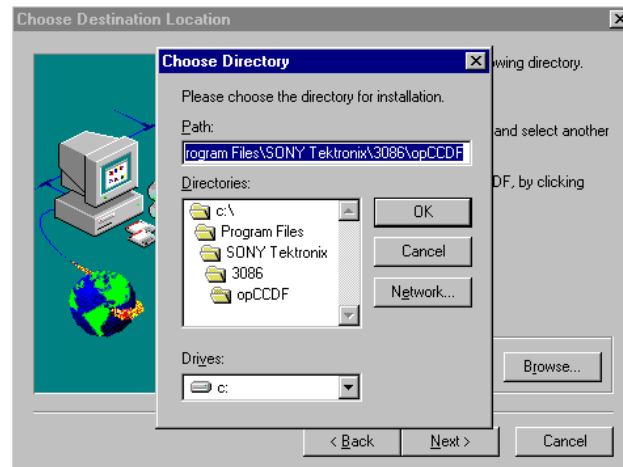 Choose Destination Location
Choose Directory
wing directory.
Please choose the directory for installation.
Path:
rogram Files\SONY Tektronix\3086\opCCDF
and select another
Directories:
DF, by clicking
c:\
OK
Program Files
SONY Tektronix
Cancel
3086
opCCDF
Network...
Drives:
c:
Browse...
< Back
Next >
Cancel